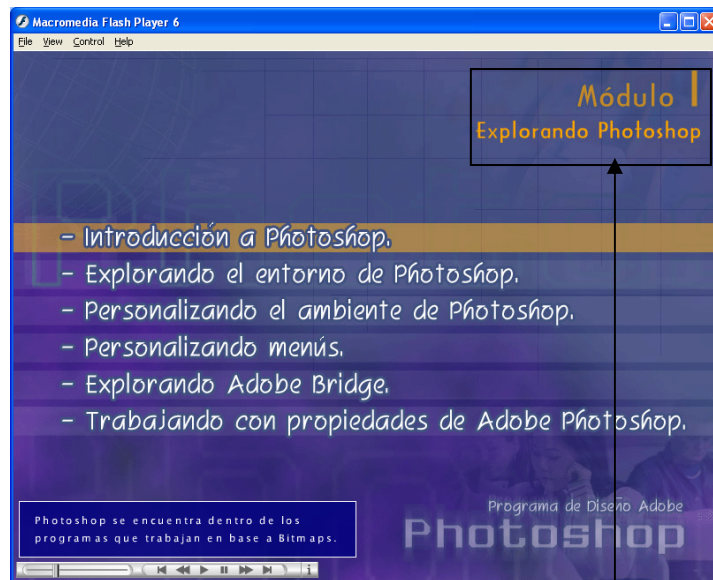 Macromedia Flash Player 6
File View Control Help
Módulo I
Explorando Photoshop
- Introducción a Photoshop.
- Explorando el entorno de Photoshop.
- Personalizando el ambiente de Photoshop.
- Personalizando menús.
- Explorando Adobe Bridge.
- Trabajando con propiedades de Adobe Photoshop.
Photoshop se encuentra dentro de los
programas que trabajan en base a Bitmaps.
Programa de Diseño Adobe
Photoshop
i